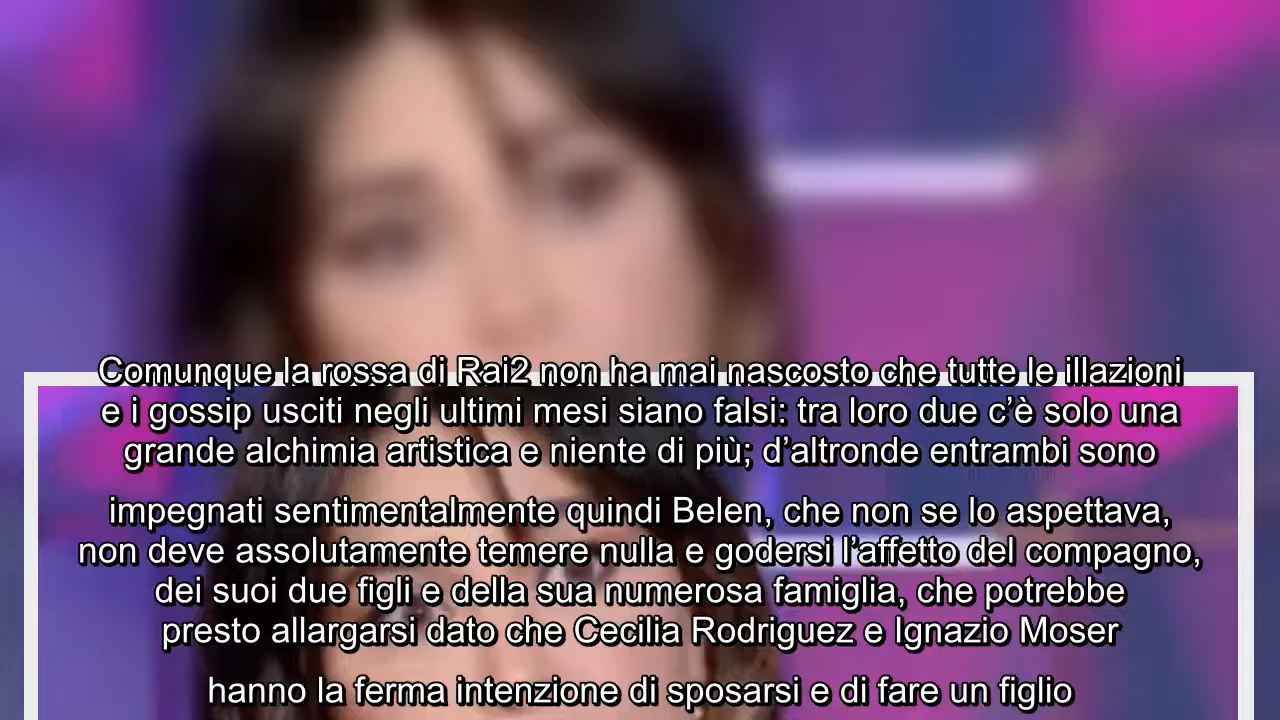 Comunque la rossa di Rai2 non ha mai nascosto che tutte le illazioni
e i gossip usciti negli ultimi mesi siano falsi: tra loro due c’è solo una
grande alchimia artistica e niente di più; d’altronde entrambi sono
impegnati sentimentalmente quindi Belen, che non se lo aspettava,
non deve assolutamente temere nulla e godersi l’affetto del compagno,
dei suoi due figli e della sua numerosa famiglia, che potrebbe
presto allargarsi dato che Cecilia Rodriguez e Ignazio Moser
hanno la ferma intenzione di sposarsi e di fare un figlio